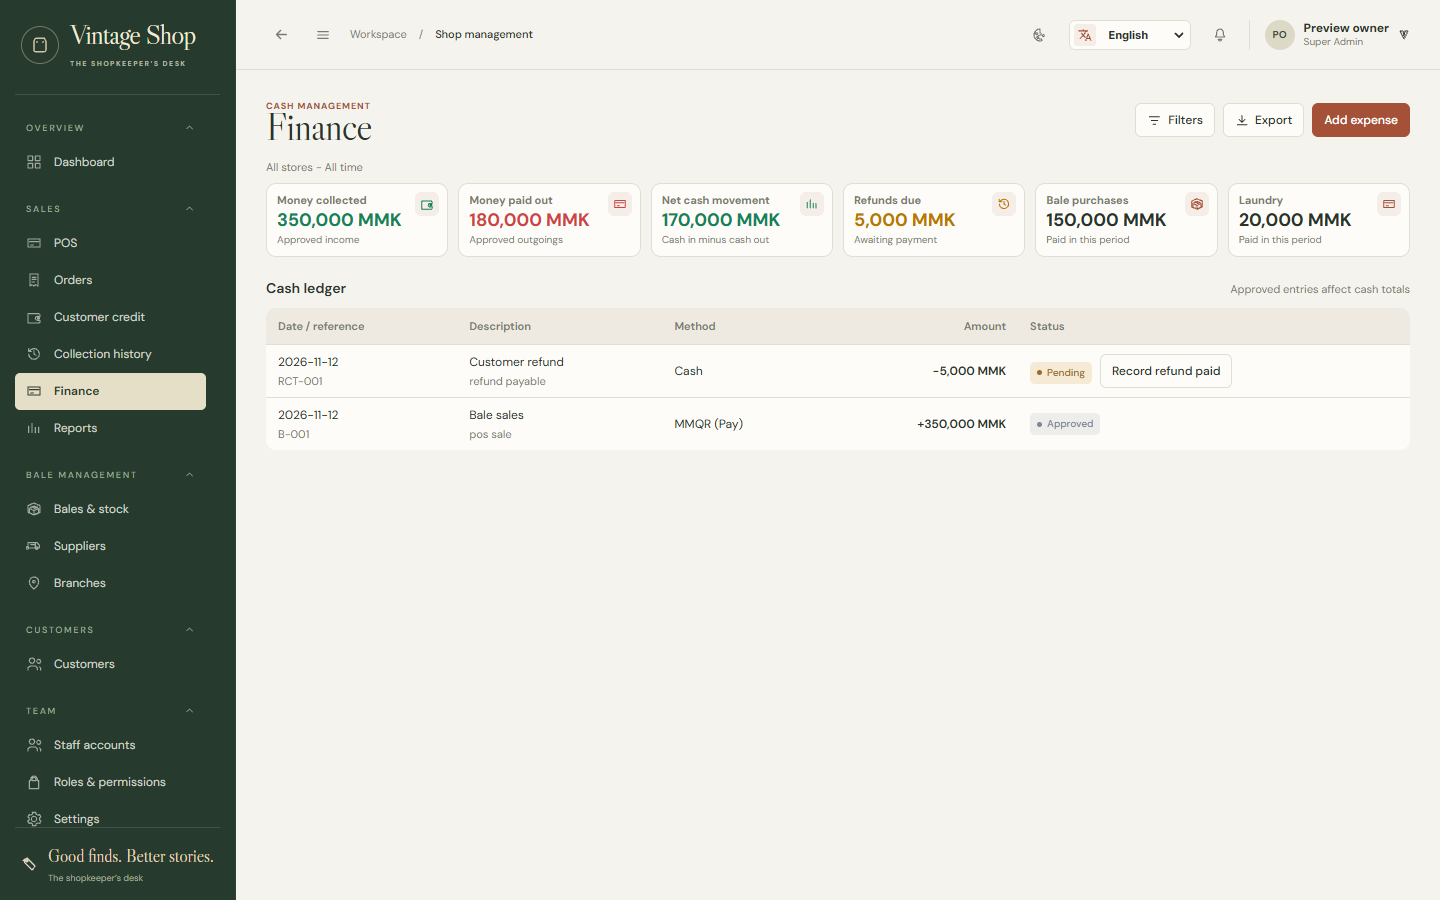 Vintage Shop
THE SHOPKEEPER'S DESK
OVERVIEW
Dashboard
SALES
POS
Orders
Customer credit
Collection history
Finance
Reports
BALE MANAGEMENT
Bales & stock
Suppliers
Branches
CUSTOMERS
Customers
TEAM
Staff accounts
Roles & permissions
Settings
Good finds. Better stories.
The shopkeeper's desk
Workspace / Shop management
English
PO
Preview owner
Super Admin
CASH MANAGEMENT
Finance
Filters
Export
Add expense
All stores - All time
Money collected
350,000 MMK
Approved income
Money paid out
180,000 MMK
Approved outgoings
Net cash movement
170,000 MMK
Cash in minus cash out
Refunds due
5,000 MMK
Awaiting payment
Bale purchases
150,000 MMK
Paid in this period
Laundry
20,000 MMK
Paid in this period
Cash ledger
Approved entries affect cash totals
Date / reference Description Method Amount Status
2026-11-12 Customer refund Cash -5,000 MMK Pending Record refund paid
RCT-001 refund payable
2026-11-12 Bale sales MMQR (Pay) +350,000 MMK Approved
B-001 pos sale